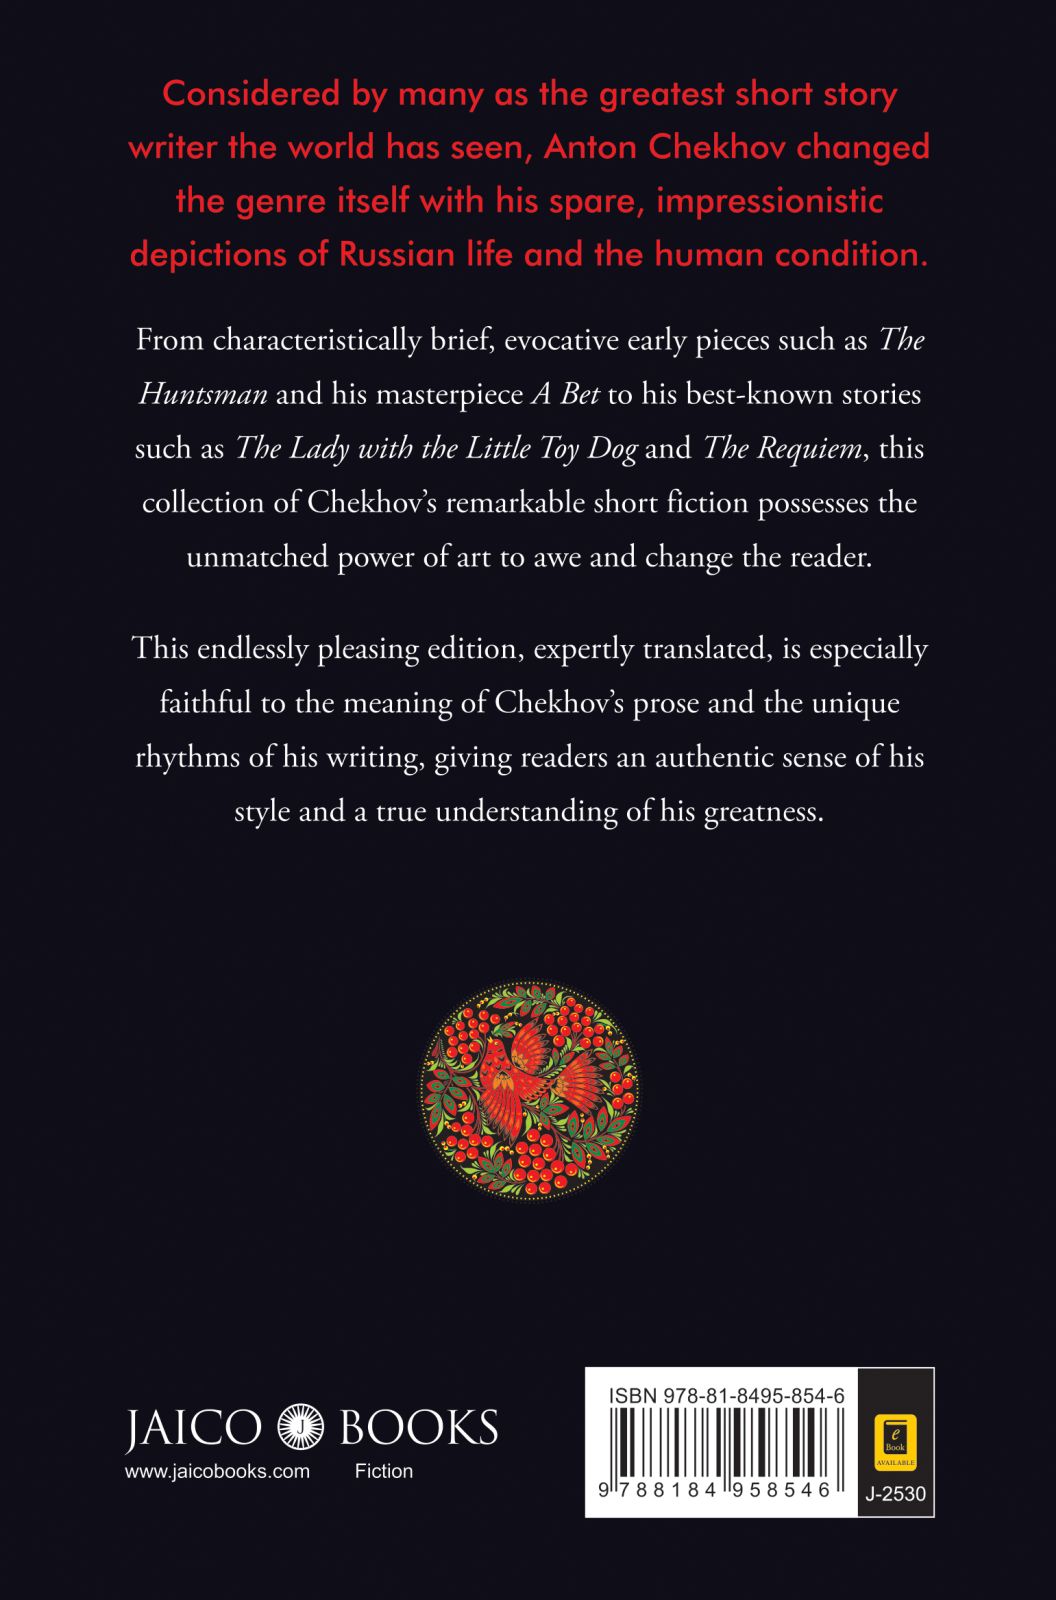 Considered by many as the greatest short story
writer the world has seen, Anton Chekhov changed
the genre itself with his spare, impressionistic
depictions of Russian life and the human condition.
From characteristically brief, evocative early pieces such as The
Huntsman and his masterpiece A Bet to his best-known stories
such as The Lady with the Little Toy Dog and The Requiem, this
collection of Chekhov’s remarkable short fiction possesses the
unmatched power of art to awe and change the reader.
This endlessly pleasing edition, expertly translated, is especially
faithful to the meaning of Chekhov’s prose and the unique
rhythms of his writing, giving readers an authentic sense of his
style and a true understanding of his greatness.
JAICO J BOOKS
www.jaicobooks.com Fiction
ISBN 978-81-8495-854-6
9 788184 958546
e
Book
AVAILABLE
J-2530